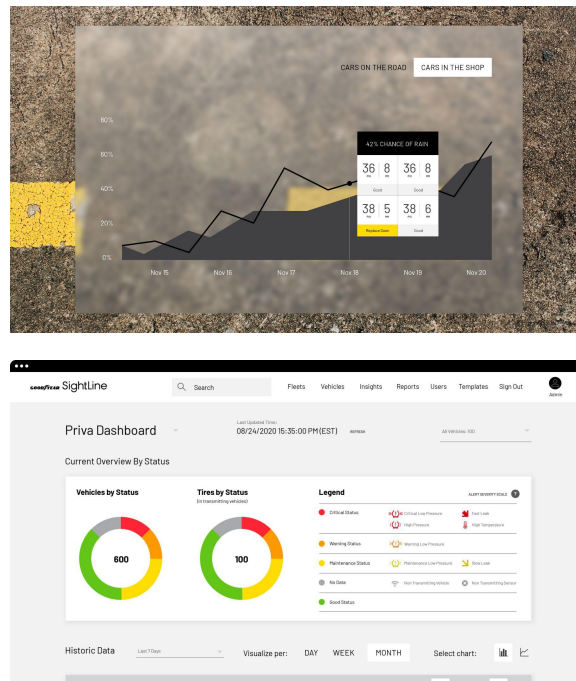 CARS ON THE ROAD CARS IN THE SHOP
80%
42% CHANCE OF RAIN
60%
36 8 36 8
Good Good
40%
38 5 38 6
20%
Replace Soon Good
0%
Nov 15 Nov 16 Nov 17 Nov 18 Nov 19 Nov 20
GOODYEAR SightLine
Search
Fleets Vehicles Insights Reports Users Templates Sign Out
Admin
Priva Dashboard
Last Updated Time:
08/24/2020 15:35:00 PM (EST) REFRESH
Current Overview By Status
Vehicles by Status
600
Tires by Status
(in transmitting vehicles)
100
Legend
ALERT SEVERITY SCALE ?
Critical Status Critical Low Pressure Fast Leak
High Pressure High Temperature
Warning Status Warning Low Pressure
Maintenance Status Maintenance Low Pressure Slow Leak
No Data Non Transmitting Vehicle Non Transmitting Sensor
Good Status
Historic Data Last 7 Days Visualize per: DAY WEEK MONTH Select chart: